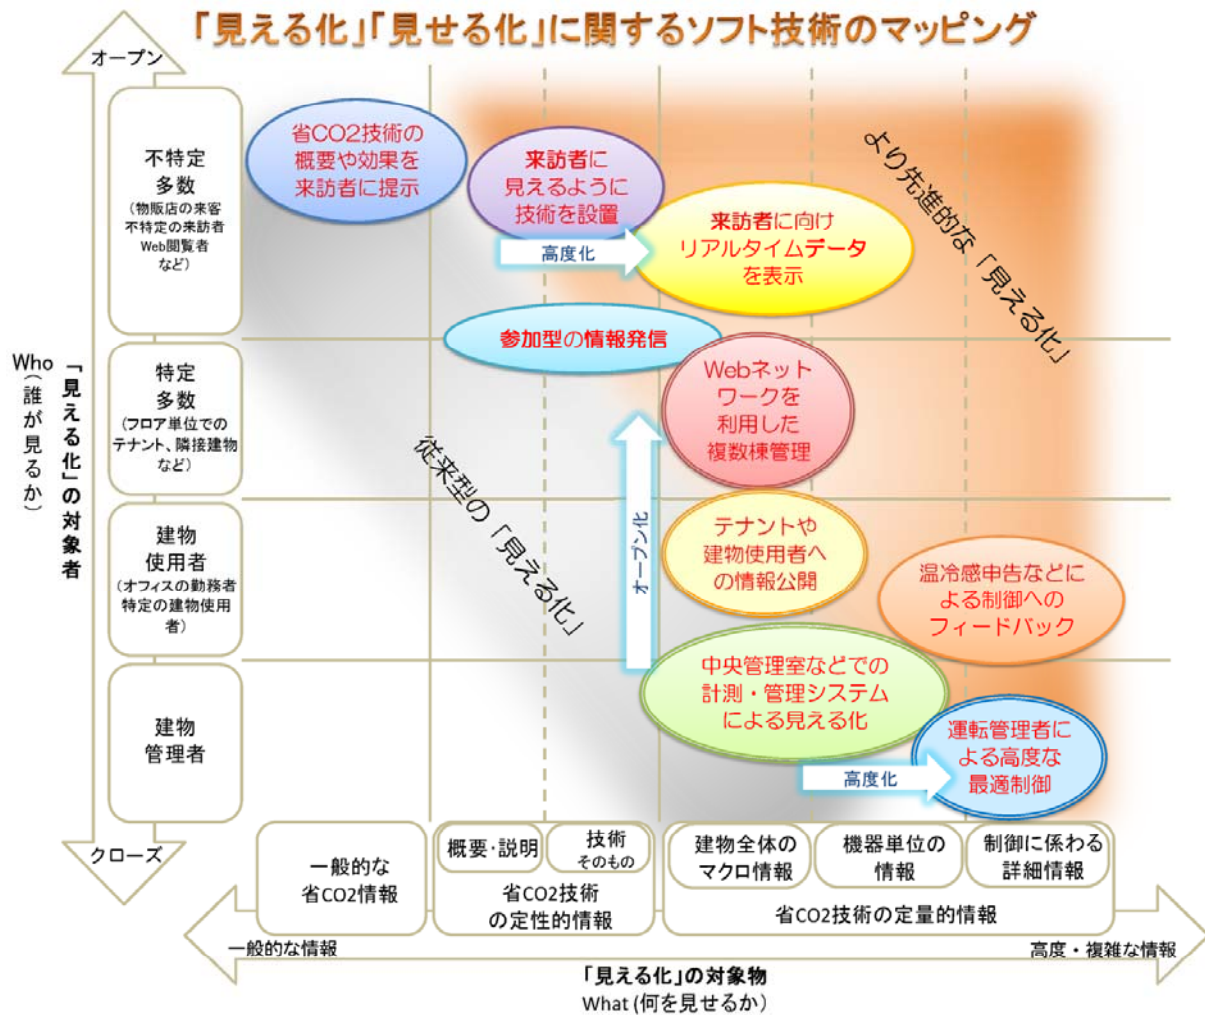 「見える化」「見せる化」に関するソフト技術のマッピング
オープン
不特定
多数
(物販店の来客
不特定の来訪者
Web閲覧者
など)
特定
多数
(フロア単位での
テナント、隣接建物
など)
建物
使用者
(オフィスの勤務者
特定の建物使用
者)
建物
管理者
クローズ
「見える化」の対象者
Who(誰が見るか)
省CO2技術の
概要や効果を
来訪者に提示
来訪者に
見えるように
技術を設置
高度化
来訪者に向け
リアルタイムデータ
を表示
より先進的な「見える化」
参加型の情報発信
Webネット
ワークを
利用した
複数棟管理
従来型の「見える化」
オープン化
テナントや
建物使用者へ
の情報公開
温冷感申告などに
よる制御への
フィードバック
中央管理室などでの
計測・管理システム
による見える化
高度化
運転管理者に
よる高度な
最適制御
一般的な
省CO2情報
概要・説明
技術
そのもの
省CO2技術
の定性的情報
建物全体の
マクロ情報
機器単位の
情報
制御に係わる
詳細情報
省CO2技術の定量的情報
一般的な情報
高度・複雑な情報
「見える化」の対象物
What (何を見せるか)